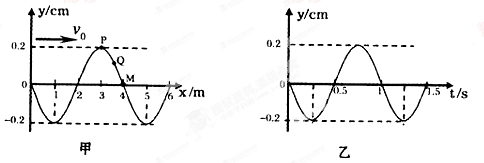 y/cm
v₀
P
0.2
Q
M
0
1
2
3
4
5
6
x/m
-0.2
甲
y/cm
0.2
0
0.5
1
1.5
t/s
-0.2
乙